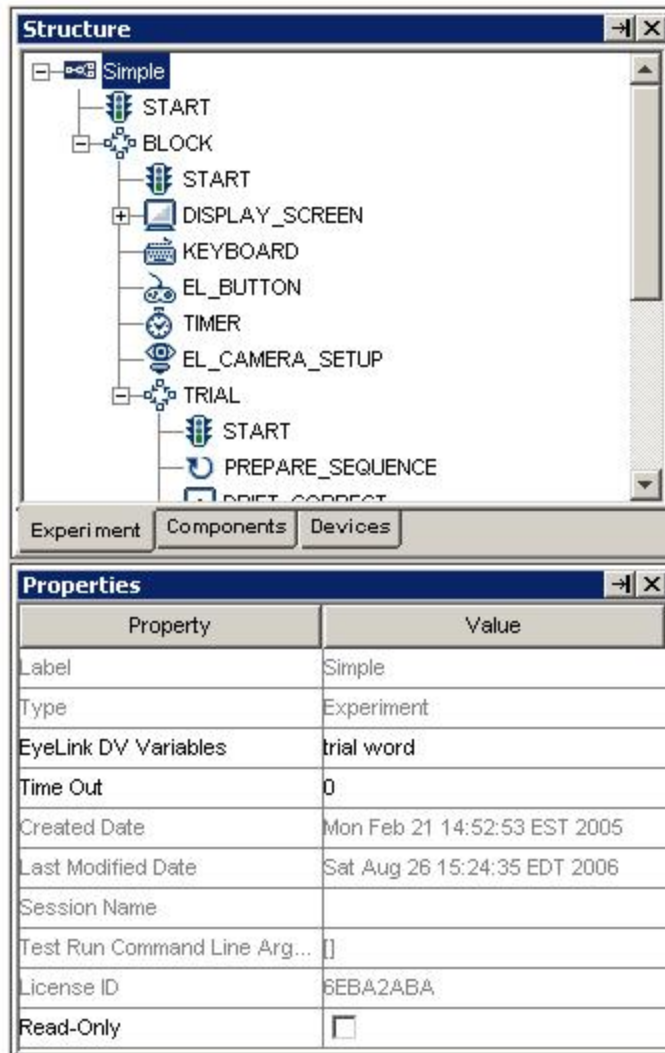 Structure
Simple
START
BLOCK
START
DISPLAY_SCREEN
KEYBOARD
EL_BUTTON
TIMER
EL_CAMERA_SETUP
TRIAL
START
PREPARE_SEQUENCE
DRIFT_CORRECT
Experiment Components Devices
Properties
Property Value
Label Simple
Type Experiment
EyeLink DV Variables trial word
Time Out 0
Created Date Mon Feb 21 14:52:53 EST 2005
Last Modified Date Sat Aug 26 15:24:35 EDT 2006
Session Name
Test Run Command Line Arg... []
License ID 6EBA2ABA
Read-Only